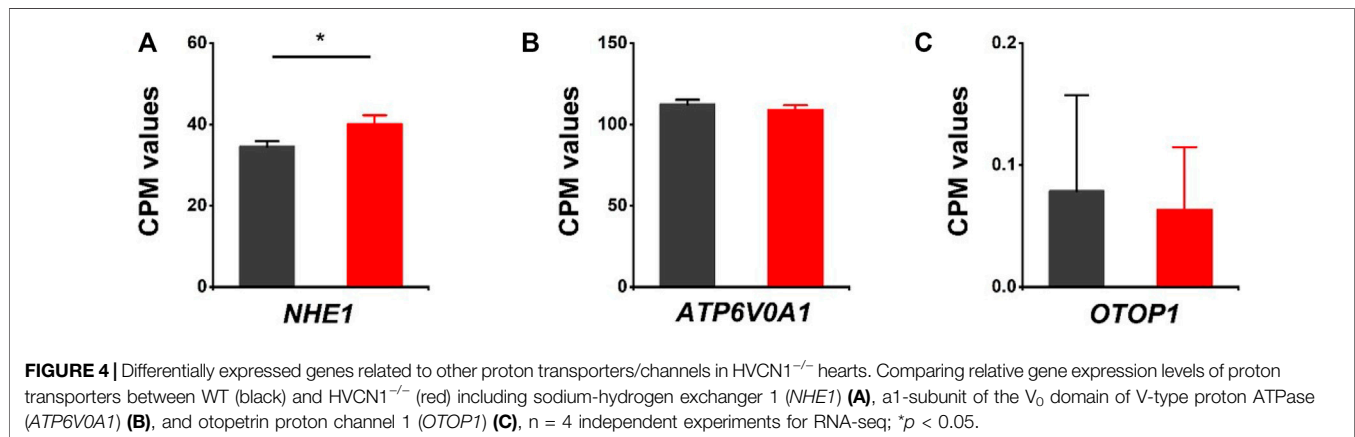 A
60
*
40
20
0
CPM values
NHE1
B
150
100
50
0
CPM values
ATP6V0A1
C
0.2
0.1
0.0
CPM values
OTOP1
FIGURE 4 | Differentially expressed genes related to other proton transporters/channels in HVCN1⁻/⁻ hearts. Comparing relative gene expression levels of proton
transporters between WT (black) and HVCN1⁻/⁻ (red) including sodium-hydrogen exchanger 1 (NHE1) (A), a1-subunit of the V₀ domain of V-type proton ATPase
(ATP6V0A1) (B), and otopetrin proton channel 1 (OTOP1) (C), n = 4 independent experiments for RNA-seq; *p < 0.05.